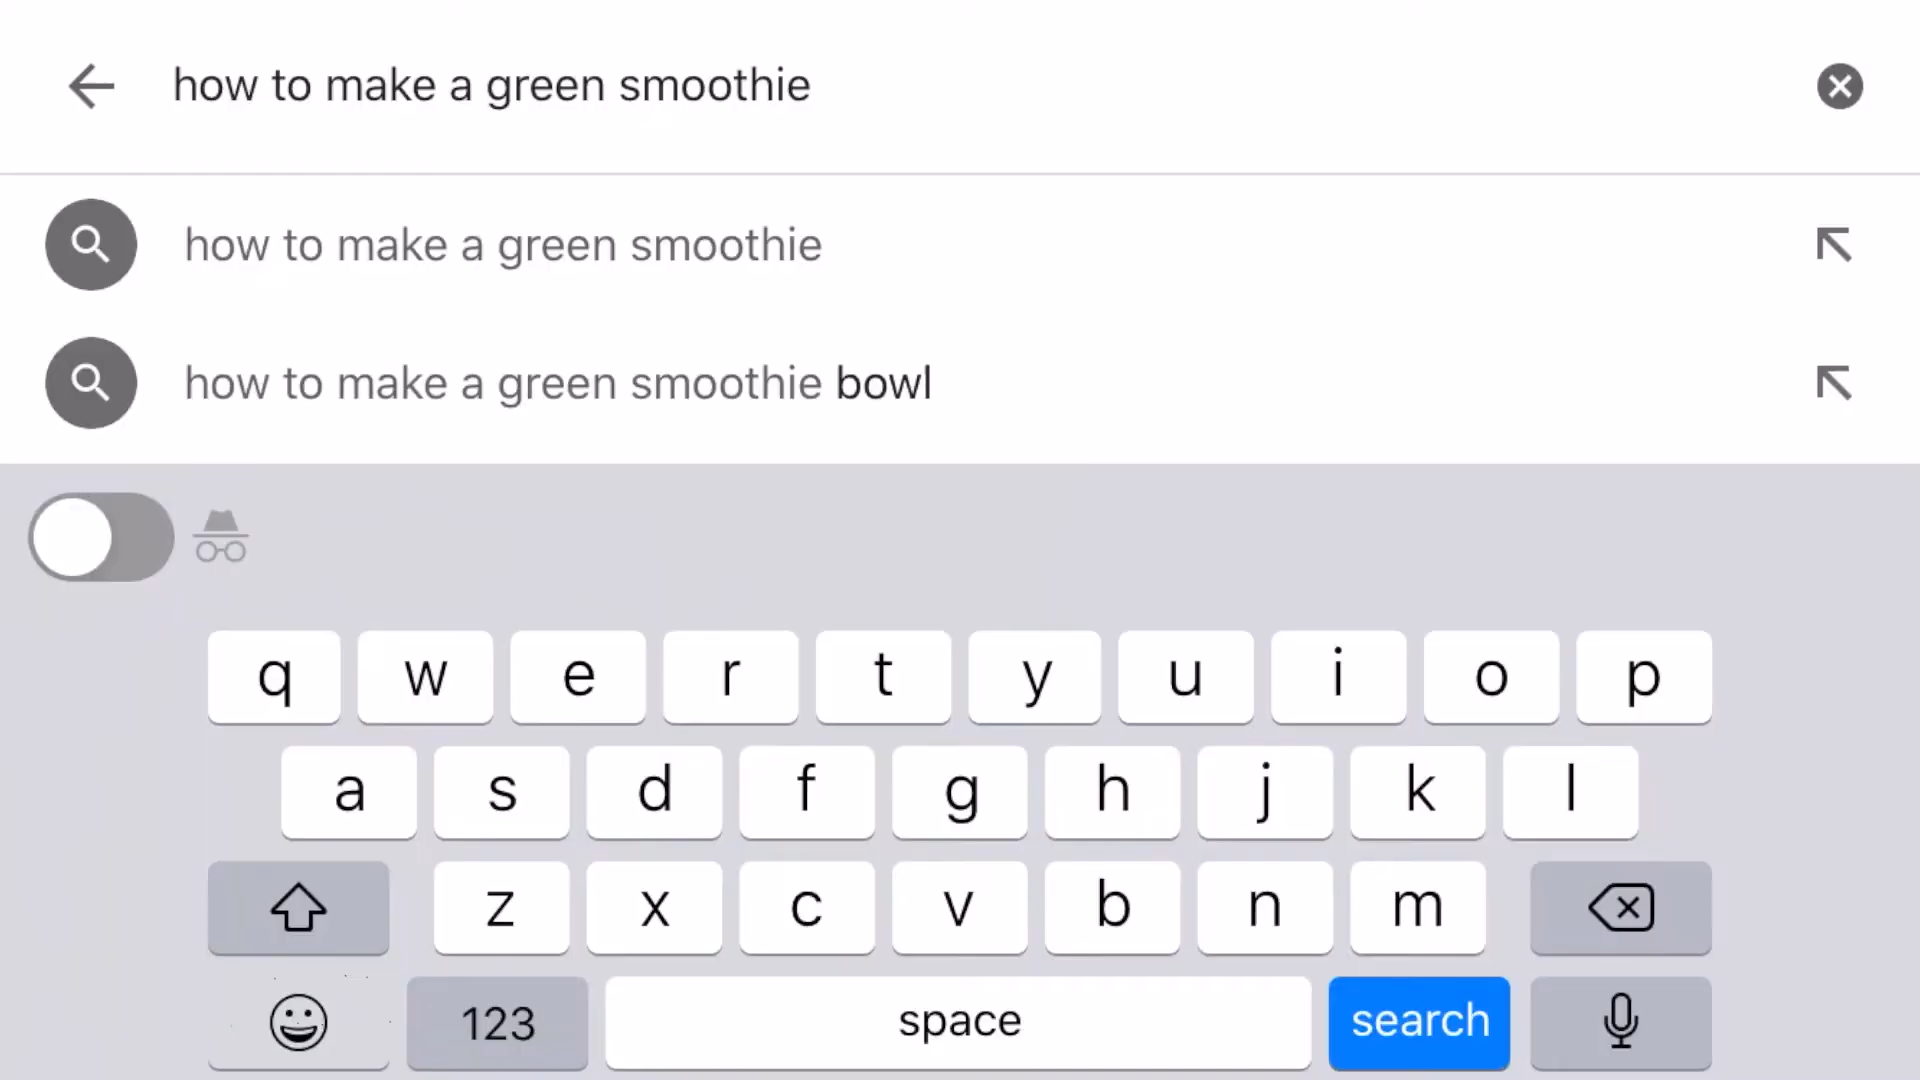 how to make a green smoothie
how to make a green smoothie
how to make a green smoothie bowl
q w e r t y u i o p
a s d f g h j k l
z x c v b n m
123 space search